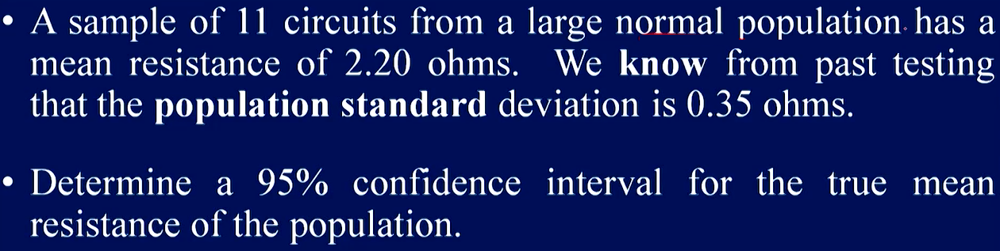 • A sample of 11 circuits from a large normal population has a
mean resistance of 2.20 ohms. We know from past testing
that the population standard deviation is 0.35 ohms.
• Determine a 95% confidence interval for the true mean
resistance of the population.